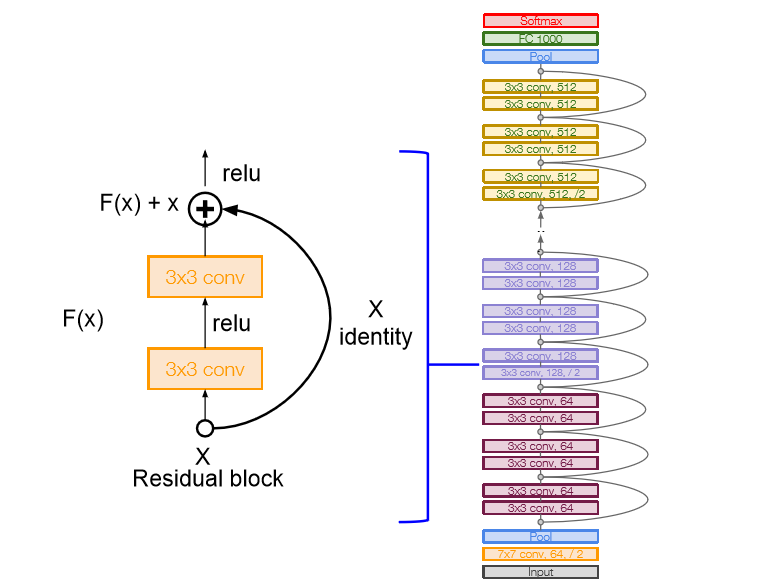 relu
F(x) + x
3x3 conv
F(x)
relu
X
identity
3x3 conv
X
Residual block
Softmax
FC 1000
Pool
3x3 conv, 512
3x3 conv, 512
3x3 conv, 512
3x3 conv, 512
3x3 conv, 512
3x3 conv, 512, /2
..
3x3 conv, 128
3x3 conv, 128
3x3 conv, 128
3x3 conv, 128
3x3 conv, 128, / 2
3x3 conv, 64
3x3 conv, 64
3x3 conv, 64
3x3 conv, 64
3x3 conv, 64
3x3 conv, 64
Pool
7x7 conv, 64, / 2
Input